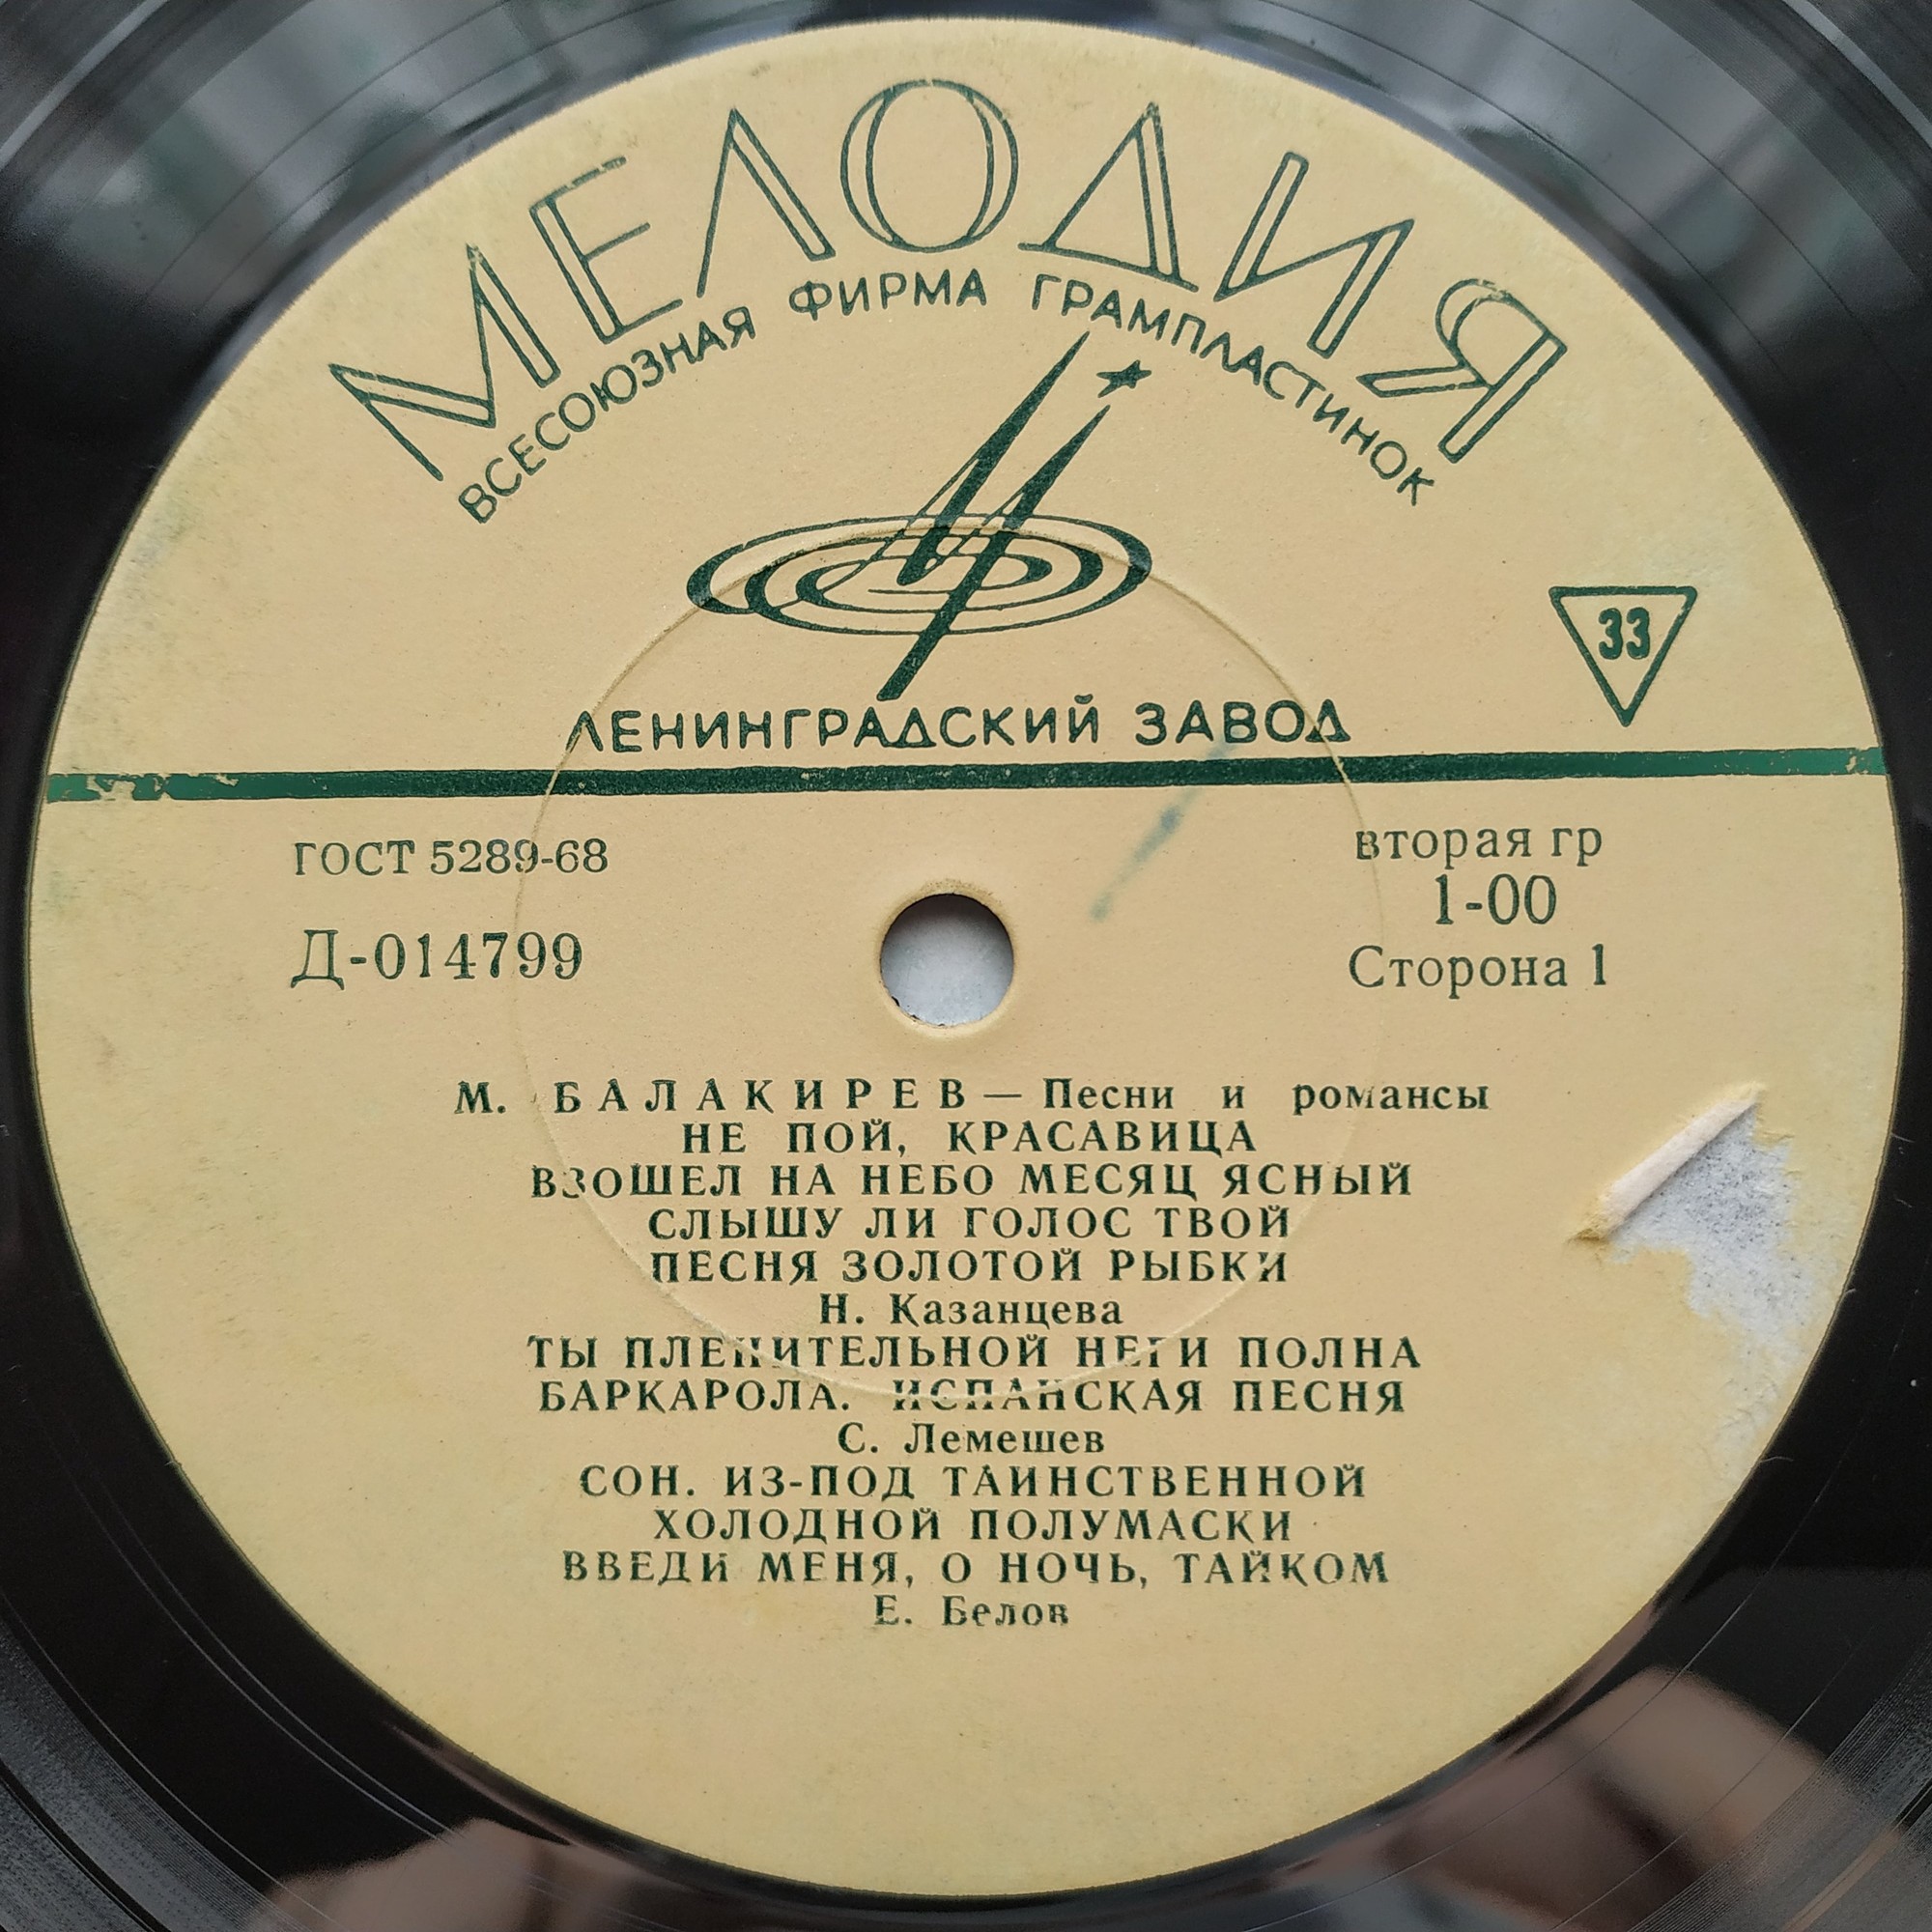 МЕЛОДИЯ
ВСЕСОЮЗНАЯ ФИРМА ГРАМПЛАСТИНОК
33
ЛЕНИНГРАДСКИЙ ЗАВОД
ГОСТ 5289-68
вторая гр
1-00
Д-014799
Сторона 1
М. БАЛАКИРЕВ — Песни и романсы
НЕ ПОЙ, КРАСАВИЦА
ВЗОШЕЛ НА НЕБО МЕСЯЦ ЯСНЫЙ
СЛЫШУ ЛИ ГОЛОС ТВОЙ
ПЕСНЯ ЗОЛОТОЙ РЫБКИ
Н. Казанцева
ТЫ ПЛЕНИТЕЛЬНОЙ НЕГИ ПОЛНА
БАРКАРОЛА. ИСПАНСКАЯ ПЕСНЯ
С. Лемешев
СОН. ИЗ-ПОД ТАИНСТВЕННОЙ
ХОЛОДНОЙ ПОЛУМАСКИ
ВВЕДИ МЕНЯ, О НОЧЬ, ТАЙКОМ
Е. Белов